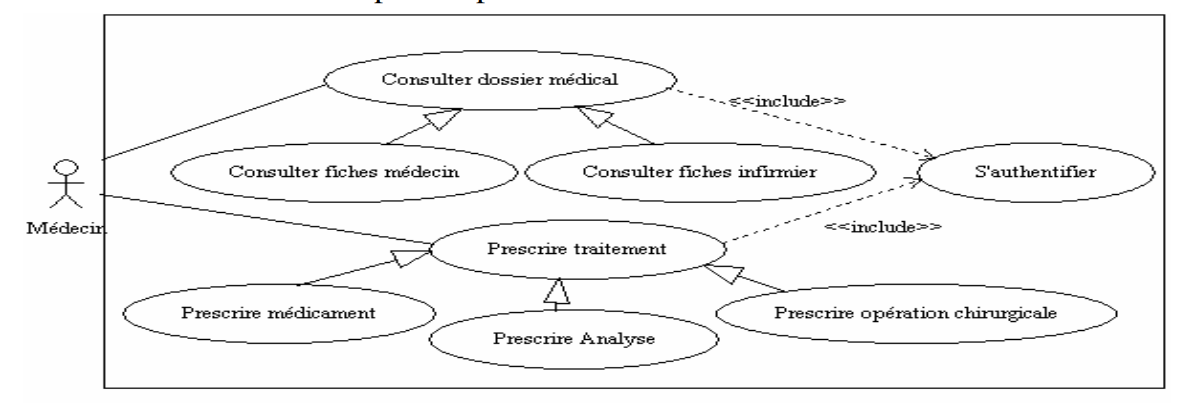 Consulter dossier médical
<<include>>
Consulter fiches médecin
Consulter fiches infirmier
S'authentifier
Médecin
<<include>>
Prescrire traitement
Prescrire médicament
Prescrire opération chirurgicale
Prescrire Analyse